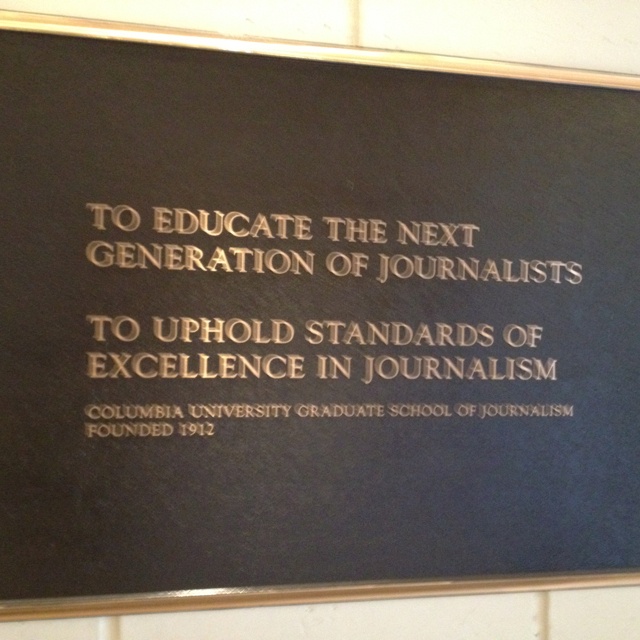 TO EDUCATE THE NEXT
GENERATION OF JOURNALISTS
TO UPHOLD STANDARDS OF
EXCELLENCE IN JOURNALISM
COLUMBIA UNIVERSITY GRADUATE SCHOOL OF JOURNALISM
FOUNDED 1912